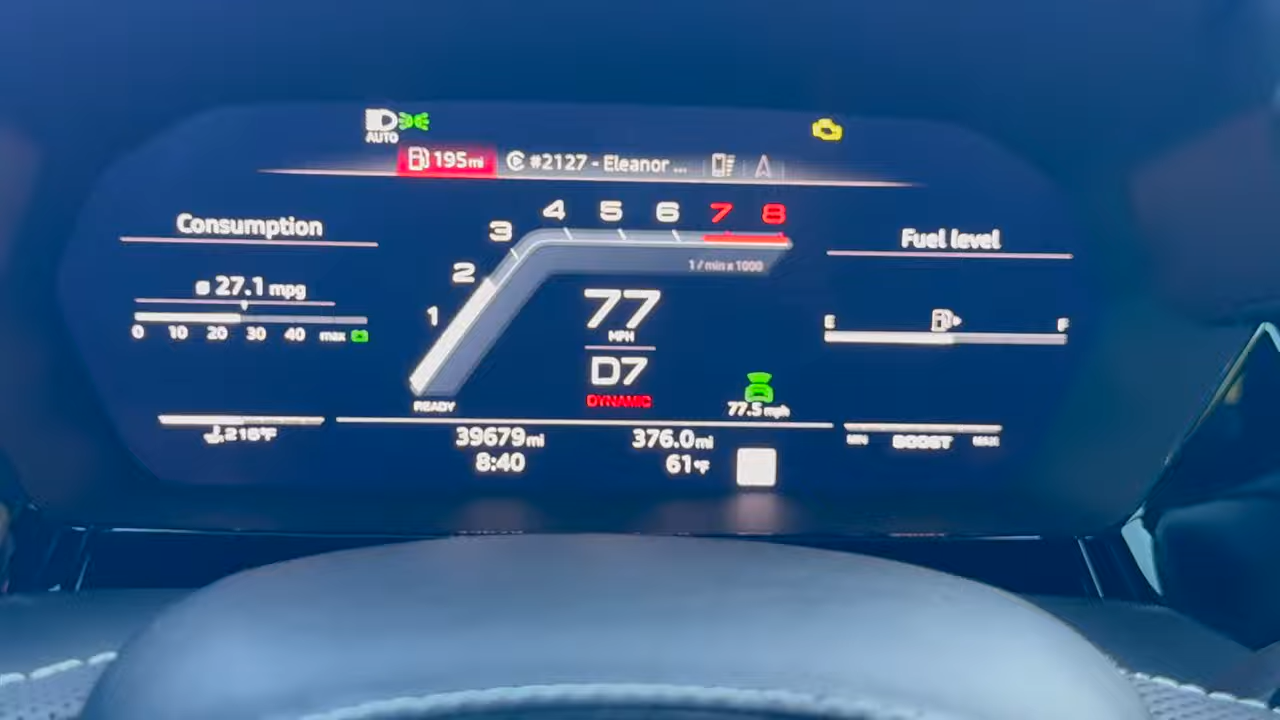 AUTO
195mi
#2127 - Eleanor ...
Consumption
ø 27.1 mpg
0 10 20 30 40 max
216°F
1
2
3
4 5 6 7 8
1 / min x 1000
77
MPH
D7
DYNAMIC
READY
77.5mph
39679mi
376.0mi
8:40
61°F
Fuel level
E F
MIN BOOST MAX